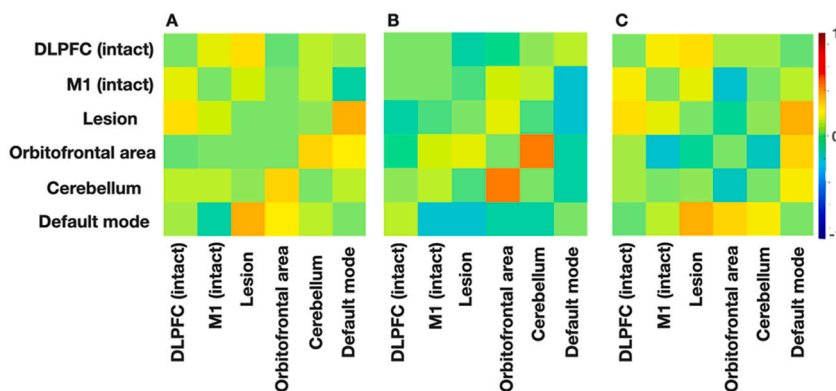 A B C
DLPFC (intact)
M1 (intact)
Lesion
Orbitofrontal area
Cerebellum
Default mode
DLPFC (intact)
M1 (intact)
Lesion
Orbitofrontal area
Cerebellum
Default mode
DLPFC (intact)
M1 (intact)
Lesion
Orbitofrontal area
Cerebellum
Default mode
DLPFC (intact)
M1 (intact)
Lesion
Orbitofrontal area
Cerebellum
Default mode
1
0